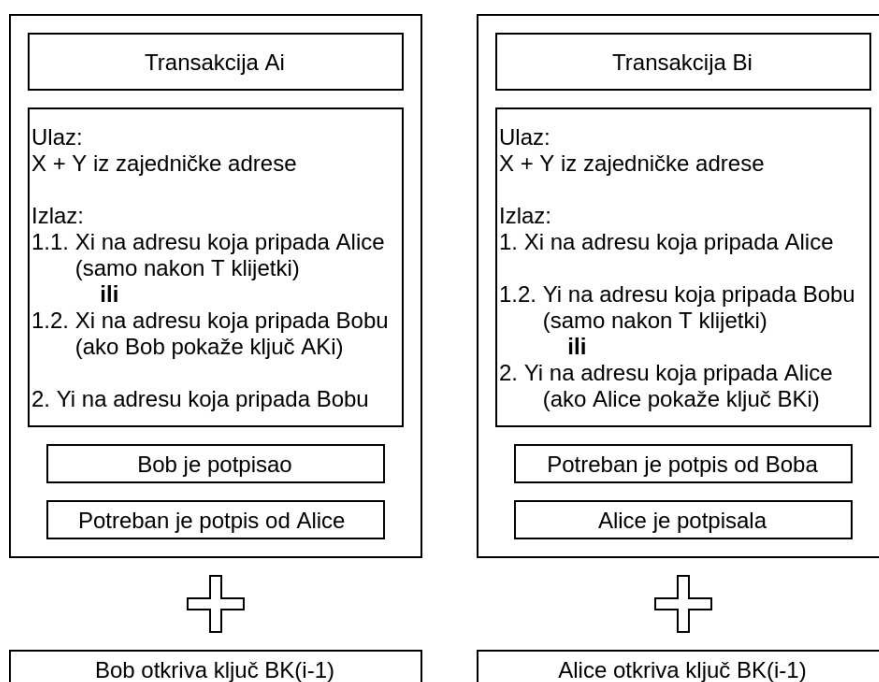 Transakcija Ai
Ulaz:
X + Y iz zajedničke adrese
Izlaz:
1.1. Xi na adresu koja pripada Alice
(samo nakon T klijetki)
ili
1.2. Xi na adresu koja pripada Bobu
(ako Bob pokaže ključ AKi)
2. Yi na adresu koja pripada Bobu
Bob je potpisao
Potreban je potpis od Alice
Bob otkriva ključ BK(i-1)
Transakcija Bi
Ulaz:
X + Y iz zajedničke adrese
Izlaz:
1. Xi na adresu koja pripada Alice
1.2. Yi na adresu koja pripada Bobu
(samo nakon T klijetki)
ili
2. Yi na adresu koja pripada Alice
(ako Alice pokaže ključ BKi)
Potreban je potpis od Boba
Alice je potpisala
Alice otkriva ključ BK(i-1)